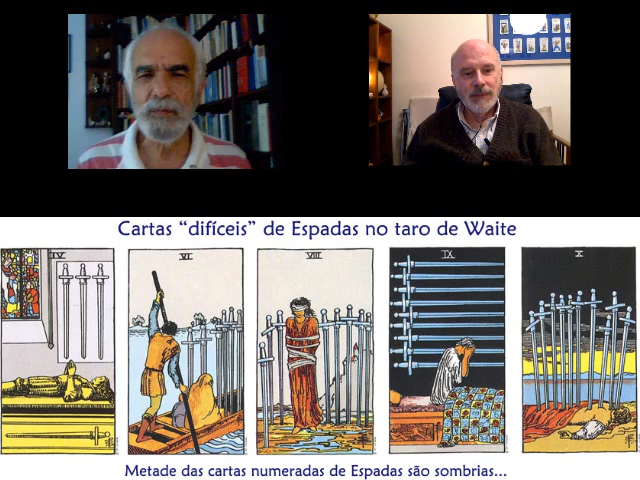 Cartas “difíceis” de Espadas no taro de Waite
IV
VI
VIII
IX
X
Metade das cartas numeradas de Espadas são sombrias...